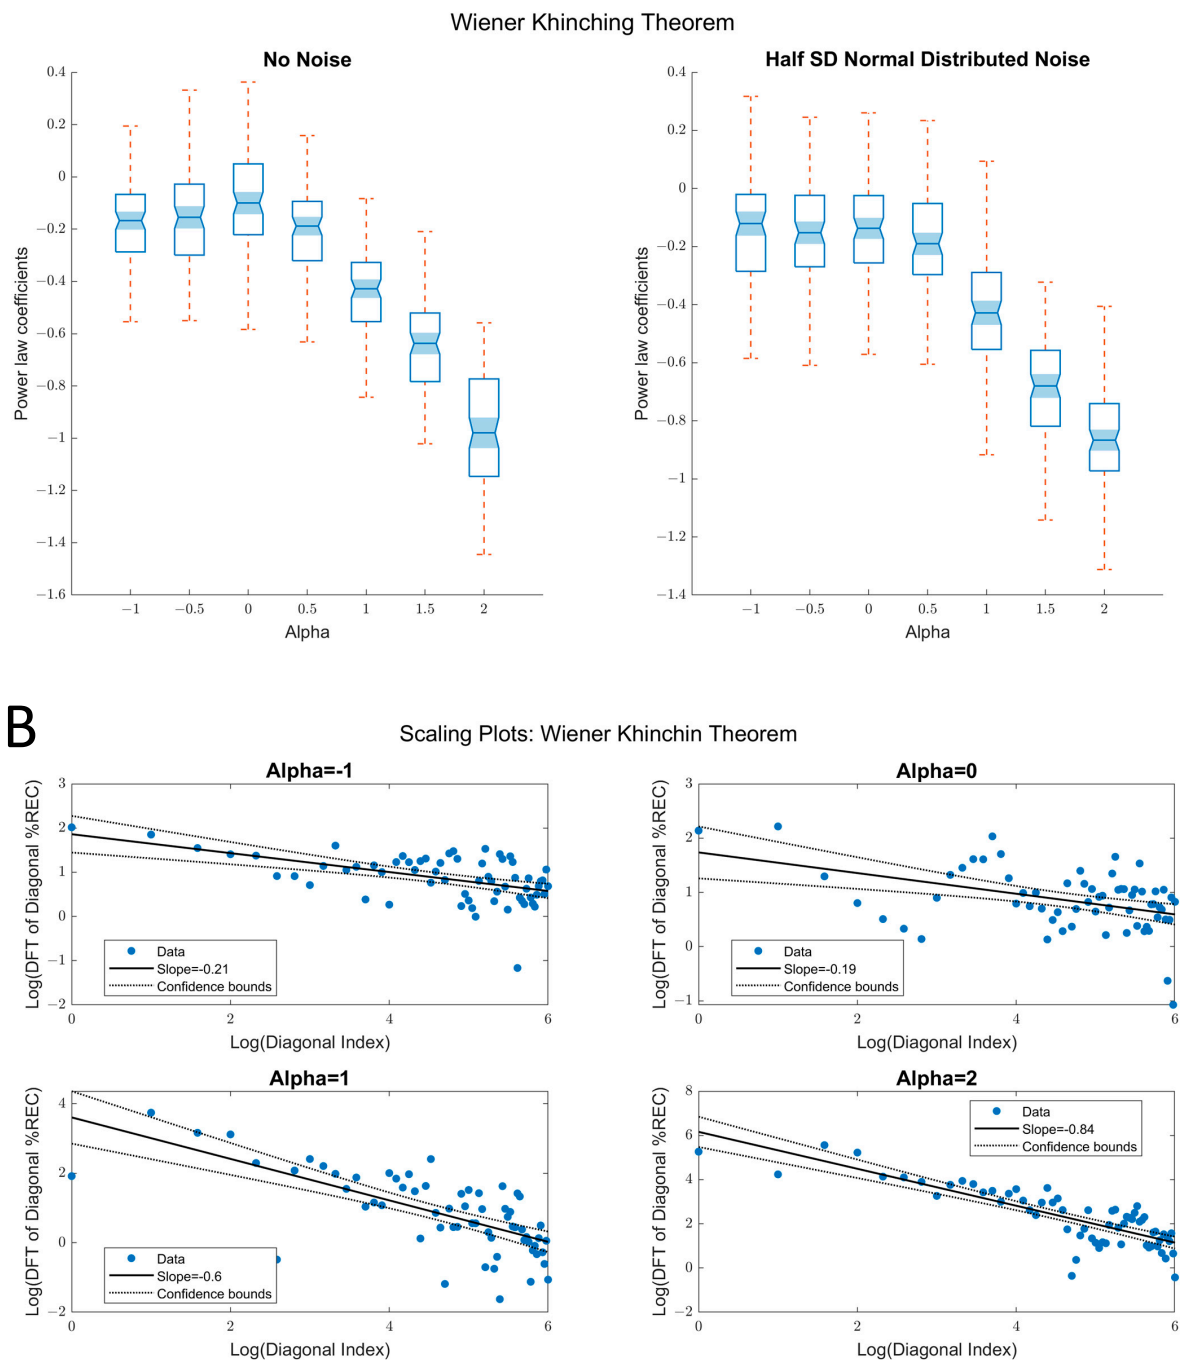 Wiener Khinching Theorem
No Noise
Half SD Normal Distributed Noise
Power law coefficients
0.4
0.2
0
−0.2
−0.4
−0.6
−0.8
−1
−1.2
−1.4
−1.6
−1 −0.5 0 0.5 1 1.5 2
Alpha
Power law coefficients
0.4
0.2
0
−0.2
−0.4
−0.6
−0.8
−1
−1.2
−1.4
−1 −0.5 0 0.5 1 1.5 2
Alpha
B
Scaling Plots: Wiener Khinchin Theorem
Alpha=-1
Log(DFT of Diagonal %REC)
3
2
1
0
−1
−2
Data
Slope=-0.21
Confidence bounds
0 2 4 6
Log(Diagonal Index)
Alpha=0
Log(DFT of Diagonal %REC)
3
2
1
0
−1
Data
Slope=-0.19
Confidence bounds
0 2 4 6
Log(Diagonal Index)
Alpha=1
Log(DFT of Diagonal %REC)
4
2
0
−2
Data
Slope=-0.6
Confidence bounds
0 2 4 6
Log(Diagonal Index)
Alpha=2
Log(DFT of Diagonal %REC)
8
6
4
2
0
−2
Data
Slope=-0.84
Confidence bounds
0 2 4 6
Log(Diagonal Index)